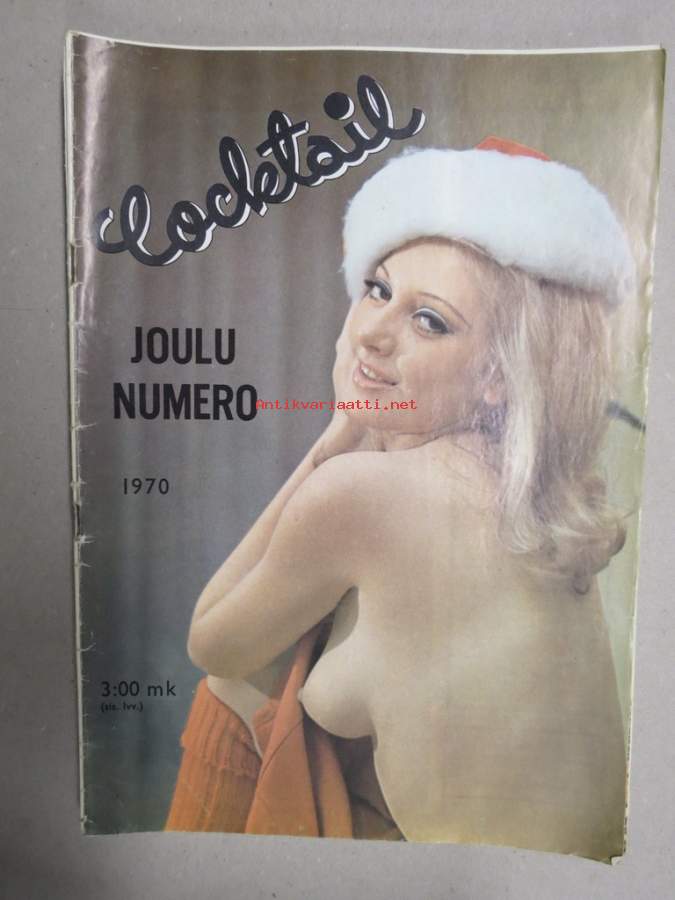 Cocktail
JOULU
NUMERO
Antikvariaatti.net
1970
3:00 mk
(sis. lvv.)